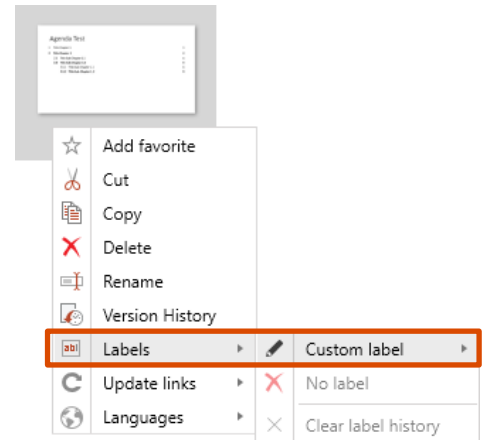 Agenda Test
Add favorite
Cut
Copy
Delete
Rename
Version History
abl Labels Custom label
Update links No label
Languages Clear label history